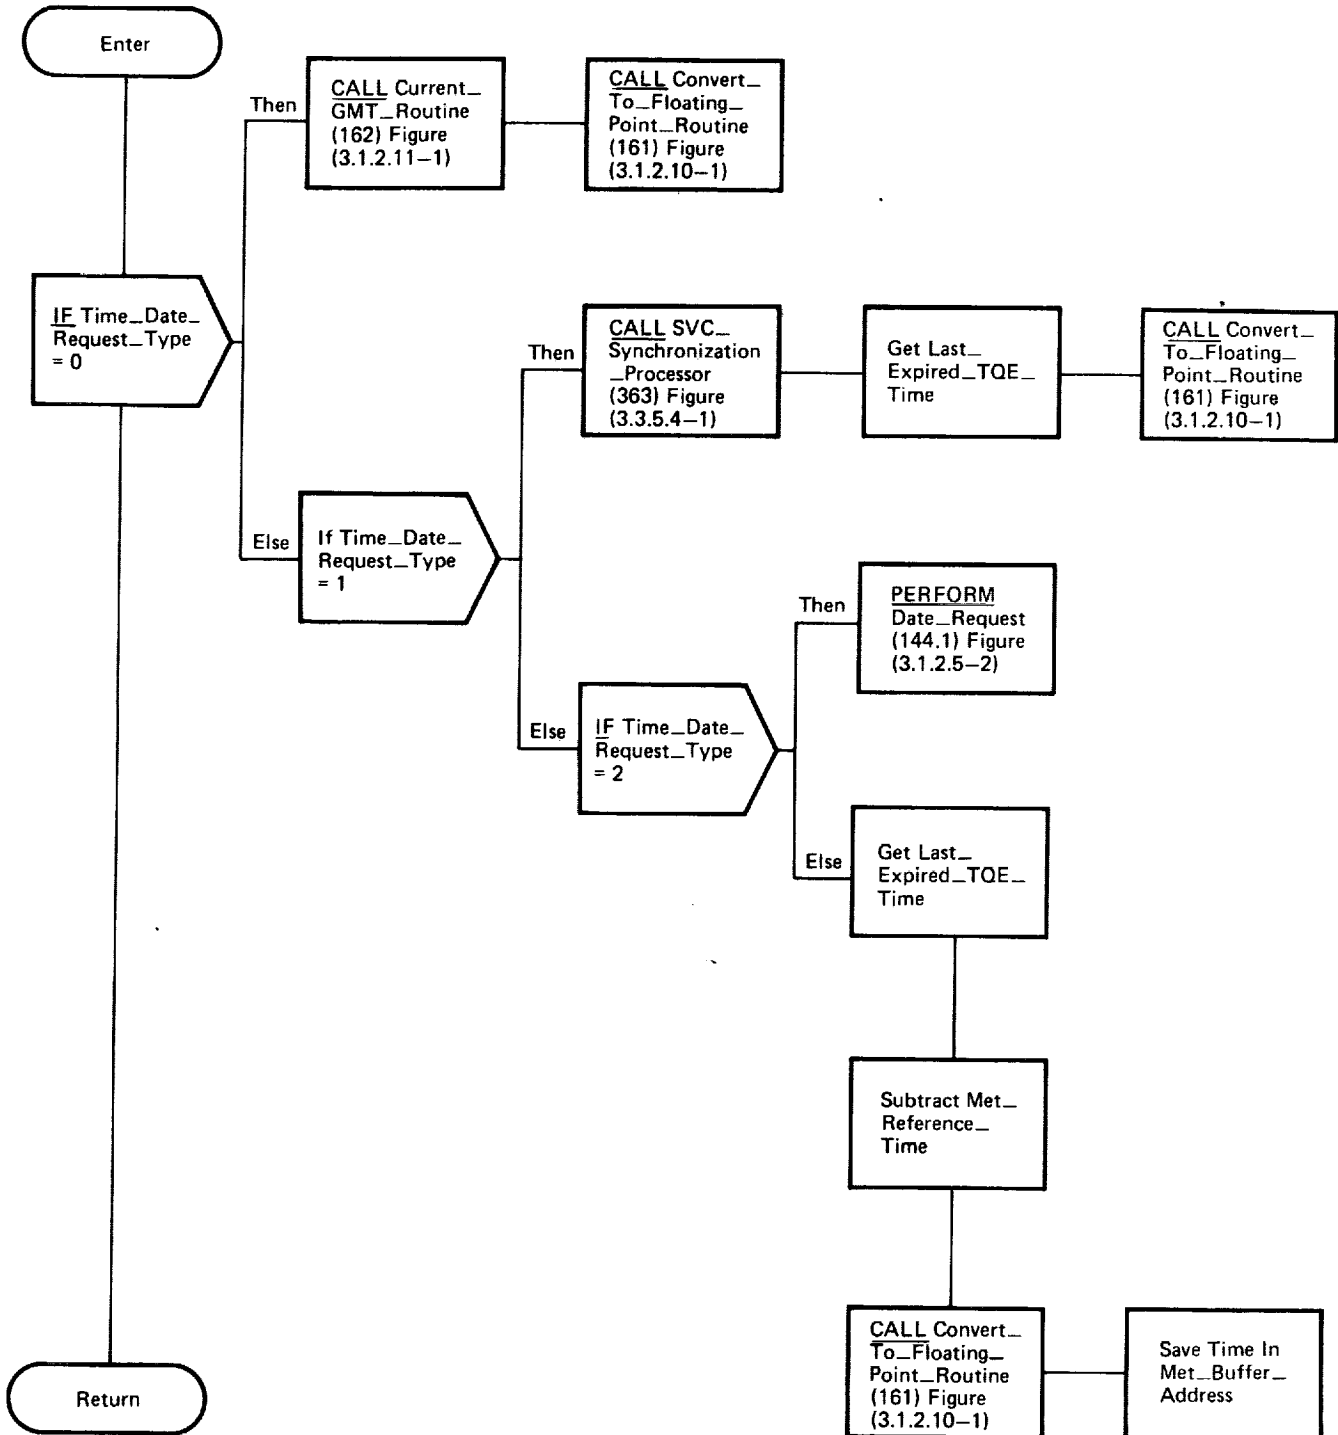 Enter
Then
CALL Current_
GMT_Routine
(162) Figure
(3.1.2.11-1)
CALL Convert_
To_Floating_
Point_Routine
(161) Figure
(3.1.2.10-1)
IF Time_Date_
Request_Type
= 0
Then
CALL SVC_
Synchronization
_Processor
(363) Figure
(3.3.5.4-1)
Get Last_
Expired_TQE_
Time
CALL Convert_
To_Floating_
Point_Routine
(161) Figure
(3.1.2.10-1)
Else
If Time_Date_
Request_Type
= 1
Then
PERFORM
Date_Request
(144.1) Figure
(3.1.2.5-2)
Else
IF Time_Date_
Request_Type
= 2
Else
Get Last_
Expired_TQE_
Time
Subtract Met_
Reference_
Time
CALL Convert_
To_Floating_
Point_Routine
(161) Figure
(3.1.2.10-1)
Save Time In
Met_Buffer_
Address
Return